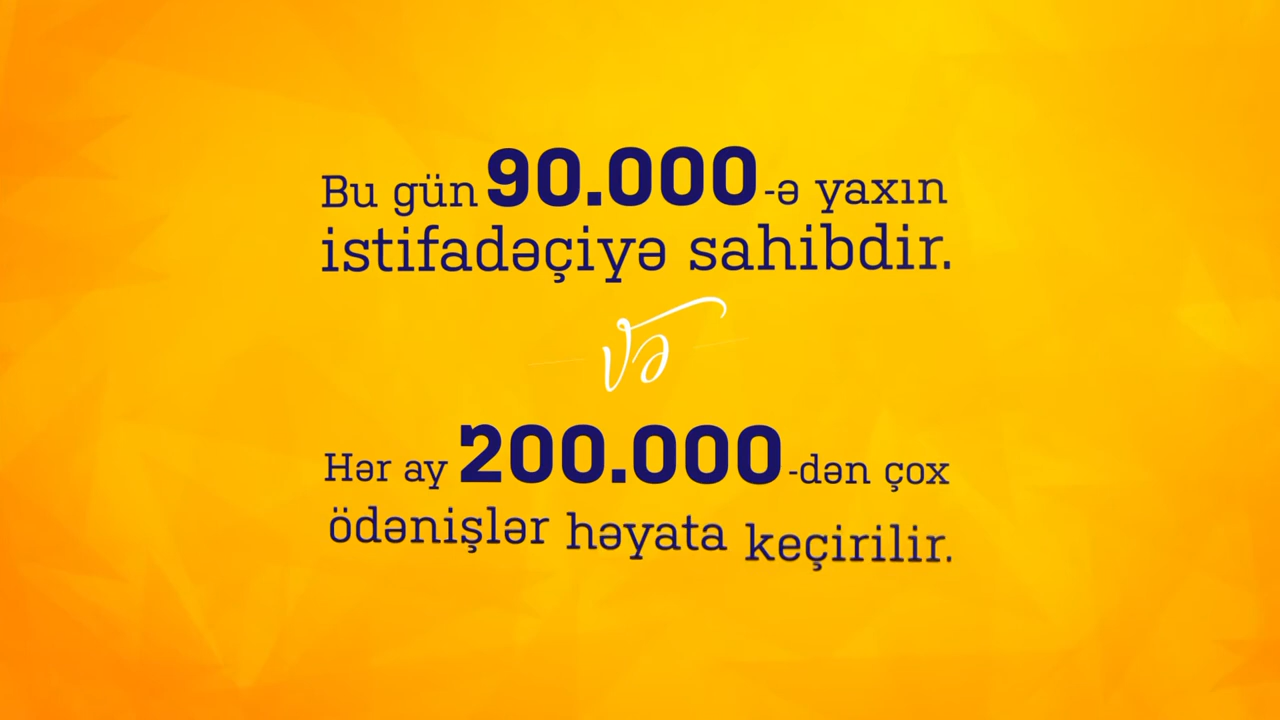 Bu gün 90.000-ə yaxın
istifadəçiyə sahibdir.
və
Hər ay 200.000-dən çox
ödənişlər həyata keçirilir.